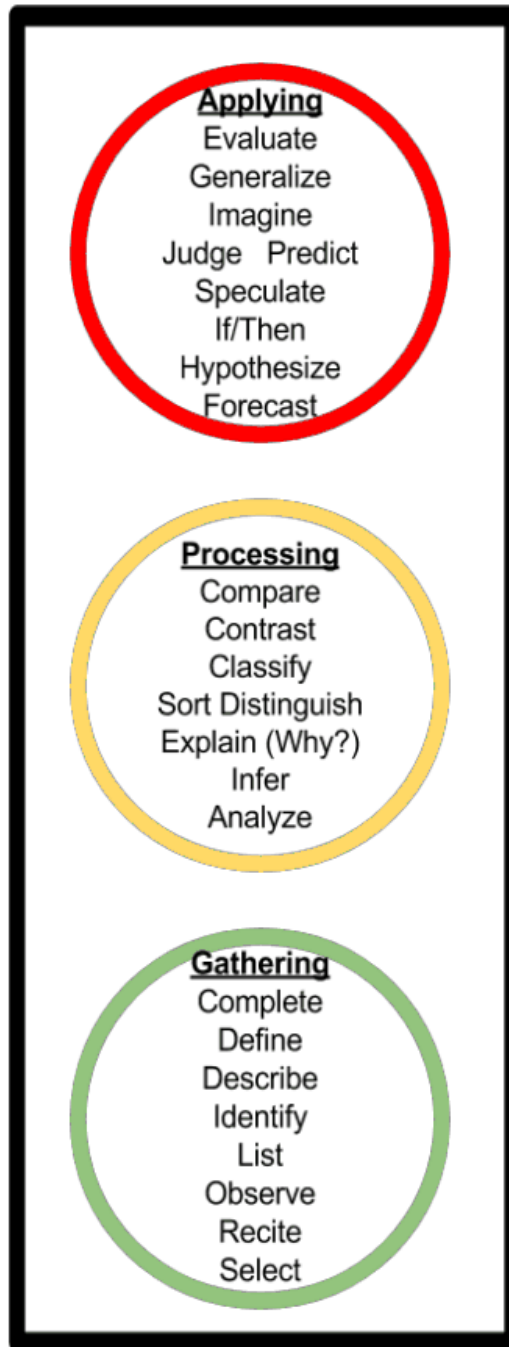 Applying
Evaluate
Generalize
Imagine
Judge Predict
Speculate
If/Then
Hypothesize
Forecast
Processing
Compare
Contrast
Classify
Sort Distinguish
Explain (Why?)
Infer
Analyze
Gathering
Complete
Define
Describe
Identify
List
Observe
Recite
Select